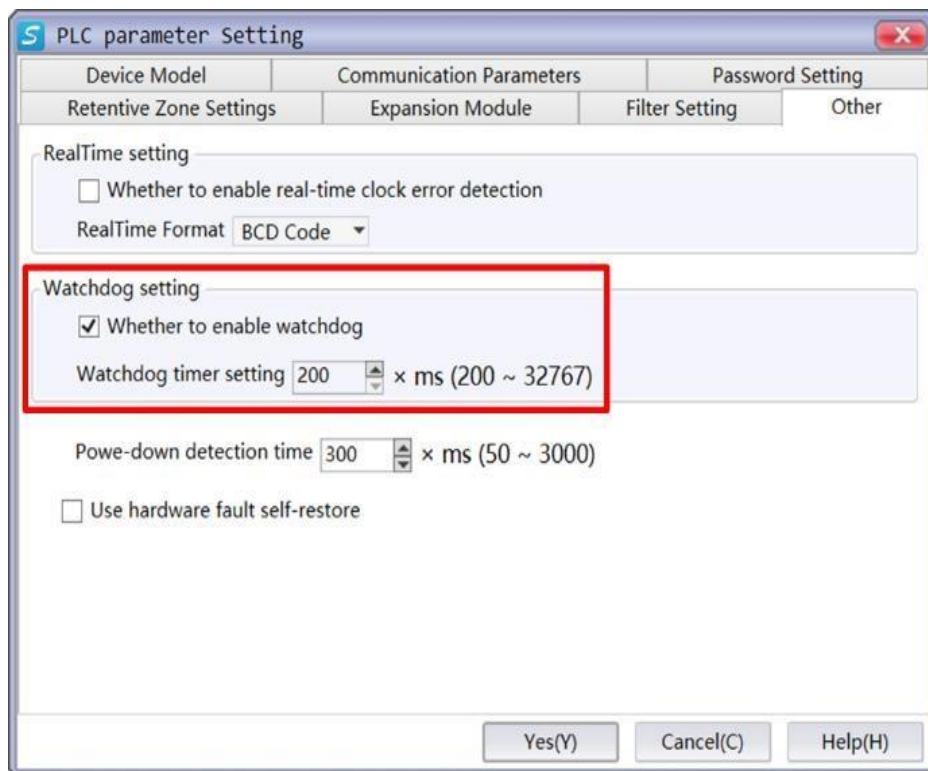 S PLC parameter Setting
Device Model Communication Parameters Password Setting
Retentive Zone Settings Expansion Module Filter Setting Other
RealTime setting
Whether to enable real-time clock error detection
RealTime Format BCD Code
Watchdog setting
Whether to enable watchdog
Watchdog timer setting 200 × ms (200 ~ 32767)
Powe-down detection time 300 × ms (50 ~ 3000)
Use hardware fault self-restore
Yes(Y) Cancel(C) Help(H)